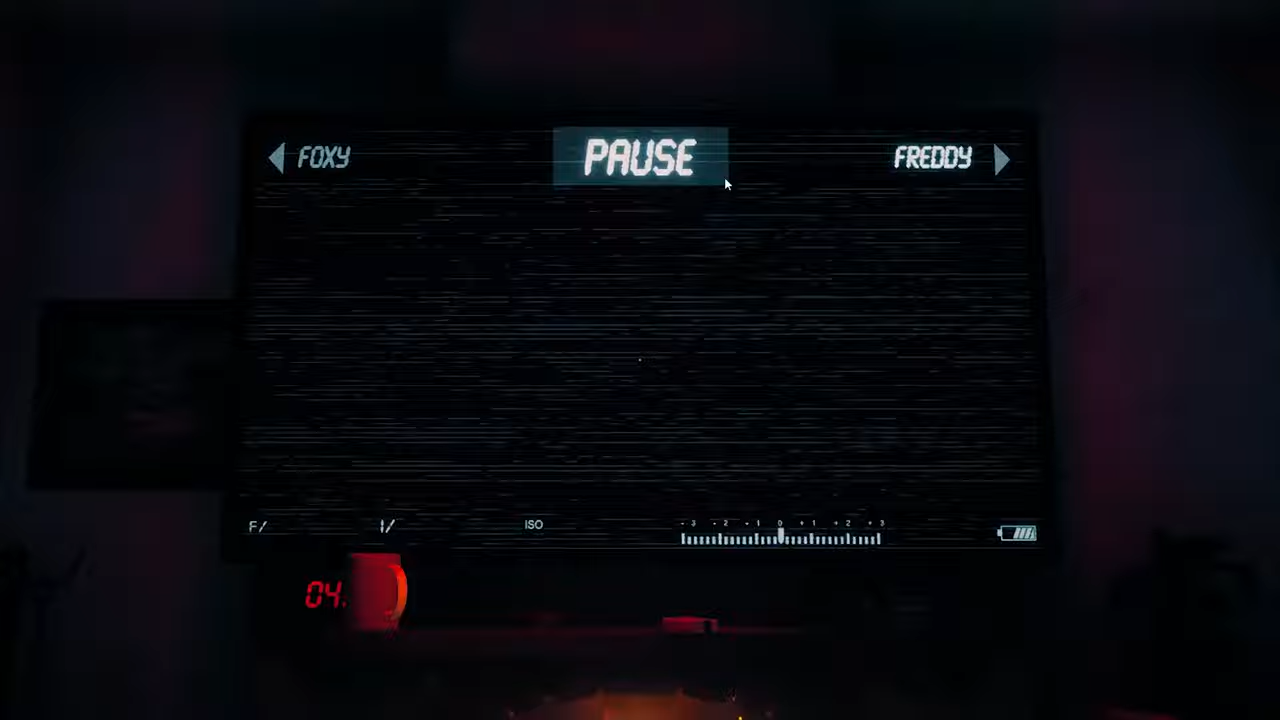 FOXY
PAUSE
FREDDY
F/
1/
ISO
-3 -2 -1 0 +1 +2 +3
04.